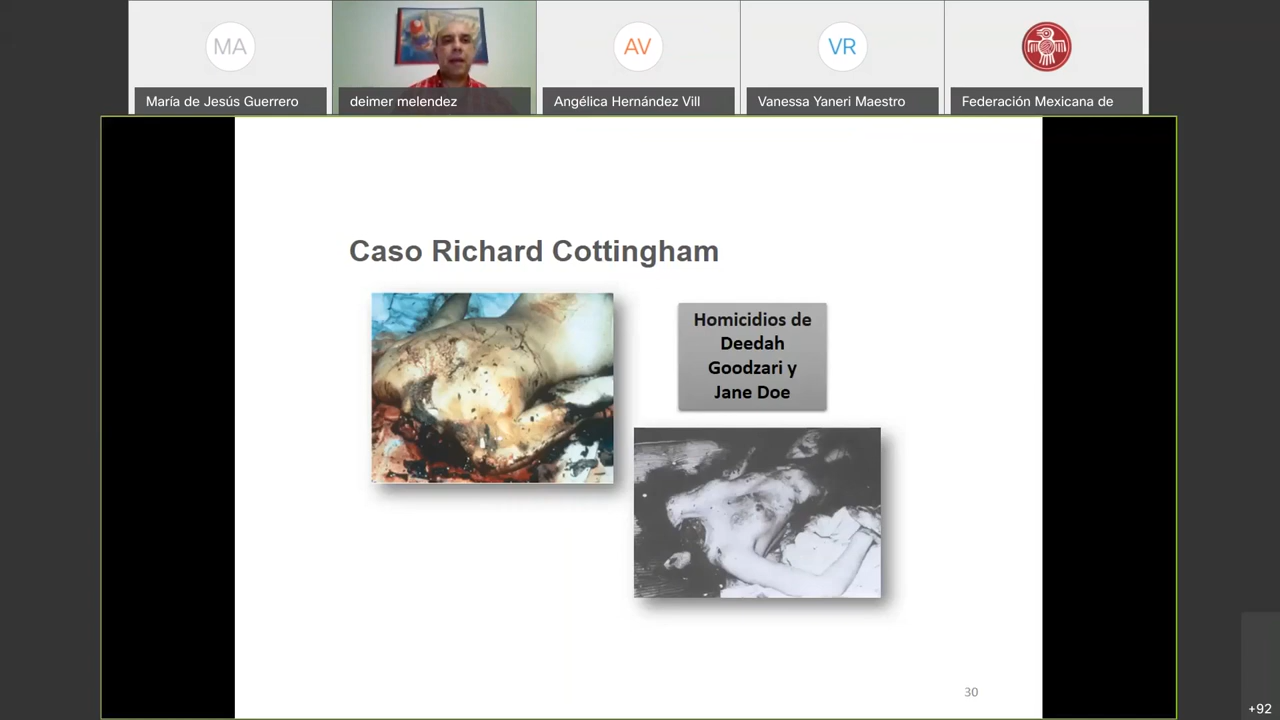 MA
AV
VR
María de Jesús Guerrero
deimer melendez
Angélica Hernández Vill
Vanessa Yaneri Maestro
Federación Mexicana de
Caso Richard Cottingham
Homicidios de
Deedah
Goodzari y
Jane Doe
30
+92